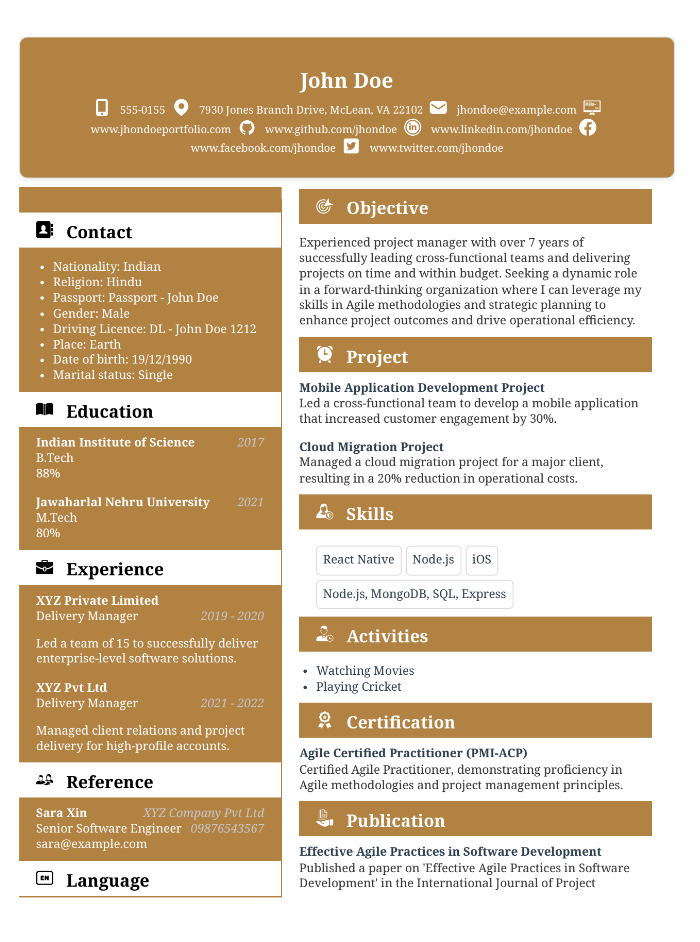 John Doe
555-0155 7930 Jones Branch Drive, McLean, VA 22102 jhondoe@example.com
www.jhondoeportfolio.com www.github.com/jhondoe www.linkedin.com/jhondoe
www.facebook.com/jhondoe www.twitter.com/jhondoe
Contact
• Nationality: Indian
• Religion: Hindu
• Passport: Passport - John Doe
• Gender: Male
• Driving Licence: DL - John Doe 1212
• Place: Earth
• Date of birth: 19/12/1990
• Marital status: Single
Education
Indian Institute of Science 2017
B.Tech
88%
Jawaharlal Nehru University 2021
M.Tech
80%
Experience
XYZ Private Limited
Delivery Manager 2019 - 2020
Led a team of 15 to successfully deliver
enterprise-level software solutions.
XYZ Pvt Ltd
Delivery Manager 2021 - 2022
Managed client relations and project
delivery for high-profile accounts.
Reference
Sara Xin XYZ Company Pvt Ltd
Senior Software Engineer 09876543567
sara@example.com
EN Language
Objective
Experienced project manager with over 7 years of
successfully leading cross-functional teams and delivering
projects on time and within budget. Seeking a dynamic role
in a forward-thinking organization where I can leverage my
skills in Agile methodologies and strategic planning to
enhance project outcomes and drive operational efficiency.
Project
Mobile Application Development Project
Led a cross-functional team to develop a mobile application
that increased customer engagement by 30%.
Cloud Migration Project
Managed a cloud migration project for a major client,
resulting in a 20% reduction in operational costs.
Skills
React Native Node.js iOS
Node.js, MongoDB, SQL, Express
Activities
• Watching Movies
• Playing Cricket
Certification
Agile Certified Practitioner (PMI-ACP)
Certified Agile Practitioner, demonstrating proficiency in
Agile methodologies and project management principles.
Publication
Effective Agile Practices in Software Development
Published a paper on 'Effective Agile Practices in Software
Development' in the International Journal of Project